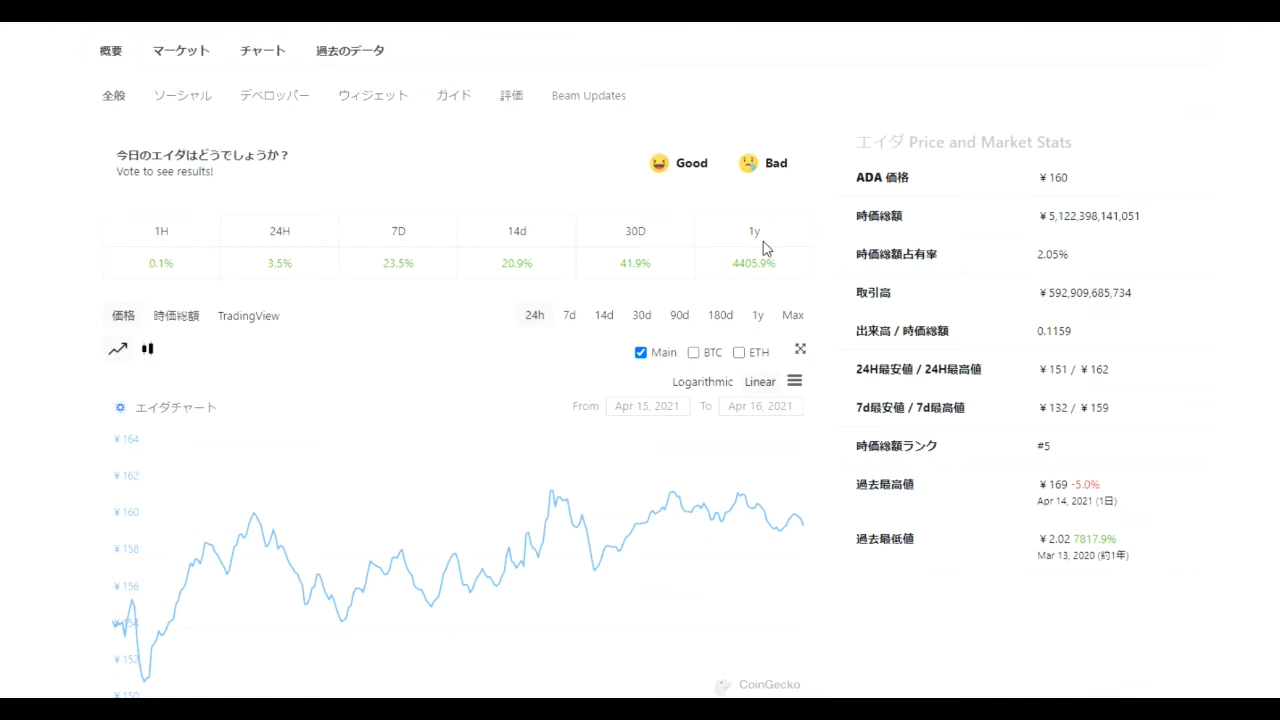 概要 マーケット チャート 過去のデータ
全般 ソーシャル デベロッパー ウィジェット ガイド 評価 Beam Updates
今日のエイダはどうでしょうか？
Vote to see results!
Good Bad
1H 24H 7D 14d 30D 1y
0.1% 3.5% 23.5% 20.9% 41.9% 4405.9%
価格 時価総額 TradingView 24h 7d 14d 30d 90d 180d 1y Max
Main BTC ETH
Logarithmic Linear
エイダチャート From Apr 15, 2021 To Apr 16, 2021
¥164
¥162
¥160
¥158
¥156
¥154
¥152
¥150
CoinGecko
エイダ Price and Market Stats
ADA 価格 ¥160
時価総額 ¥5,122,398,141,051
時価総額占有率 2.05%
取引高 ¥592,909,685,734
出来高 / 時価総額 0.1159
24H最安値 / 24H最高値 ¥151 / ¥162
7d最安値 / 7d最高値 ¥132 / ¥159
時価総額ランク #5
過去最高値 ¥169 -5.0%
Apr 14, 2021 (1日)
過去最低値 ¥2.02 7817.9%
Mar 13, 2020 (約1年)